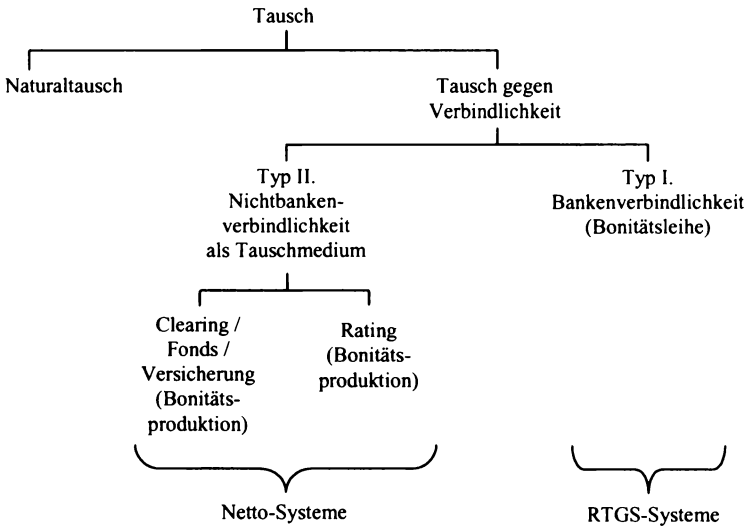 Tausch
Naturaltausch
Tausch gegen
Verbindlichkeit
Typ II.
Nichtbanken-
verbindlichkeit
als Tauschmedium
Typ I.
Bankenverbindlichkeit
(Bonitätsleihe)
Clearing /
Fonds /
Versicherung
(Bonitäts-
produktion)
Rating
(Bonitäts-
produktion)
Netto-Systeme
RTGS-Systeme